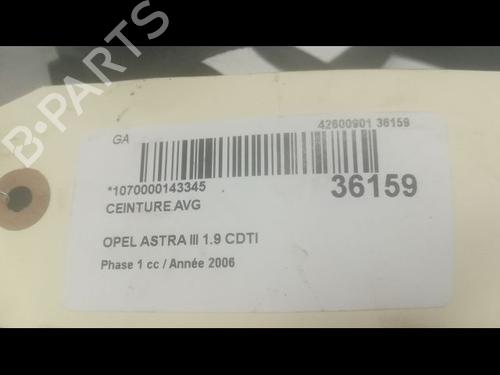 B-PARTS
GA
42600901 36159
*1070000143345
36159
CEINTURE AVG
OPEL ASTRA III 1.9 CDTI
Phase 1 cc / Année 2006